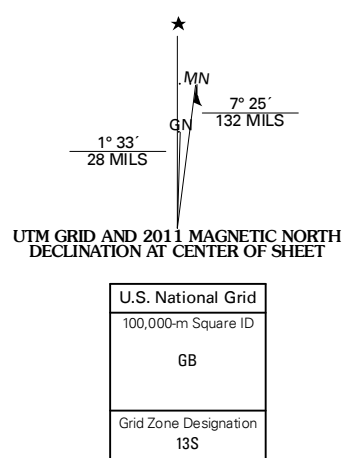 ★
MN
7° 25´
132 MILS
GN
1° 33´
28 MILS
UTM GRID AND 2011 MAGNETIC NORTH
DECLINATION AT CENTER OF SHEET
U.S. National Grid
100,000-m Square ID
GB
Grid Zone Designation
13S